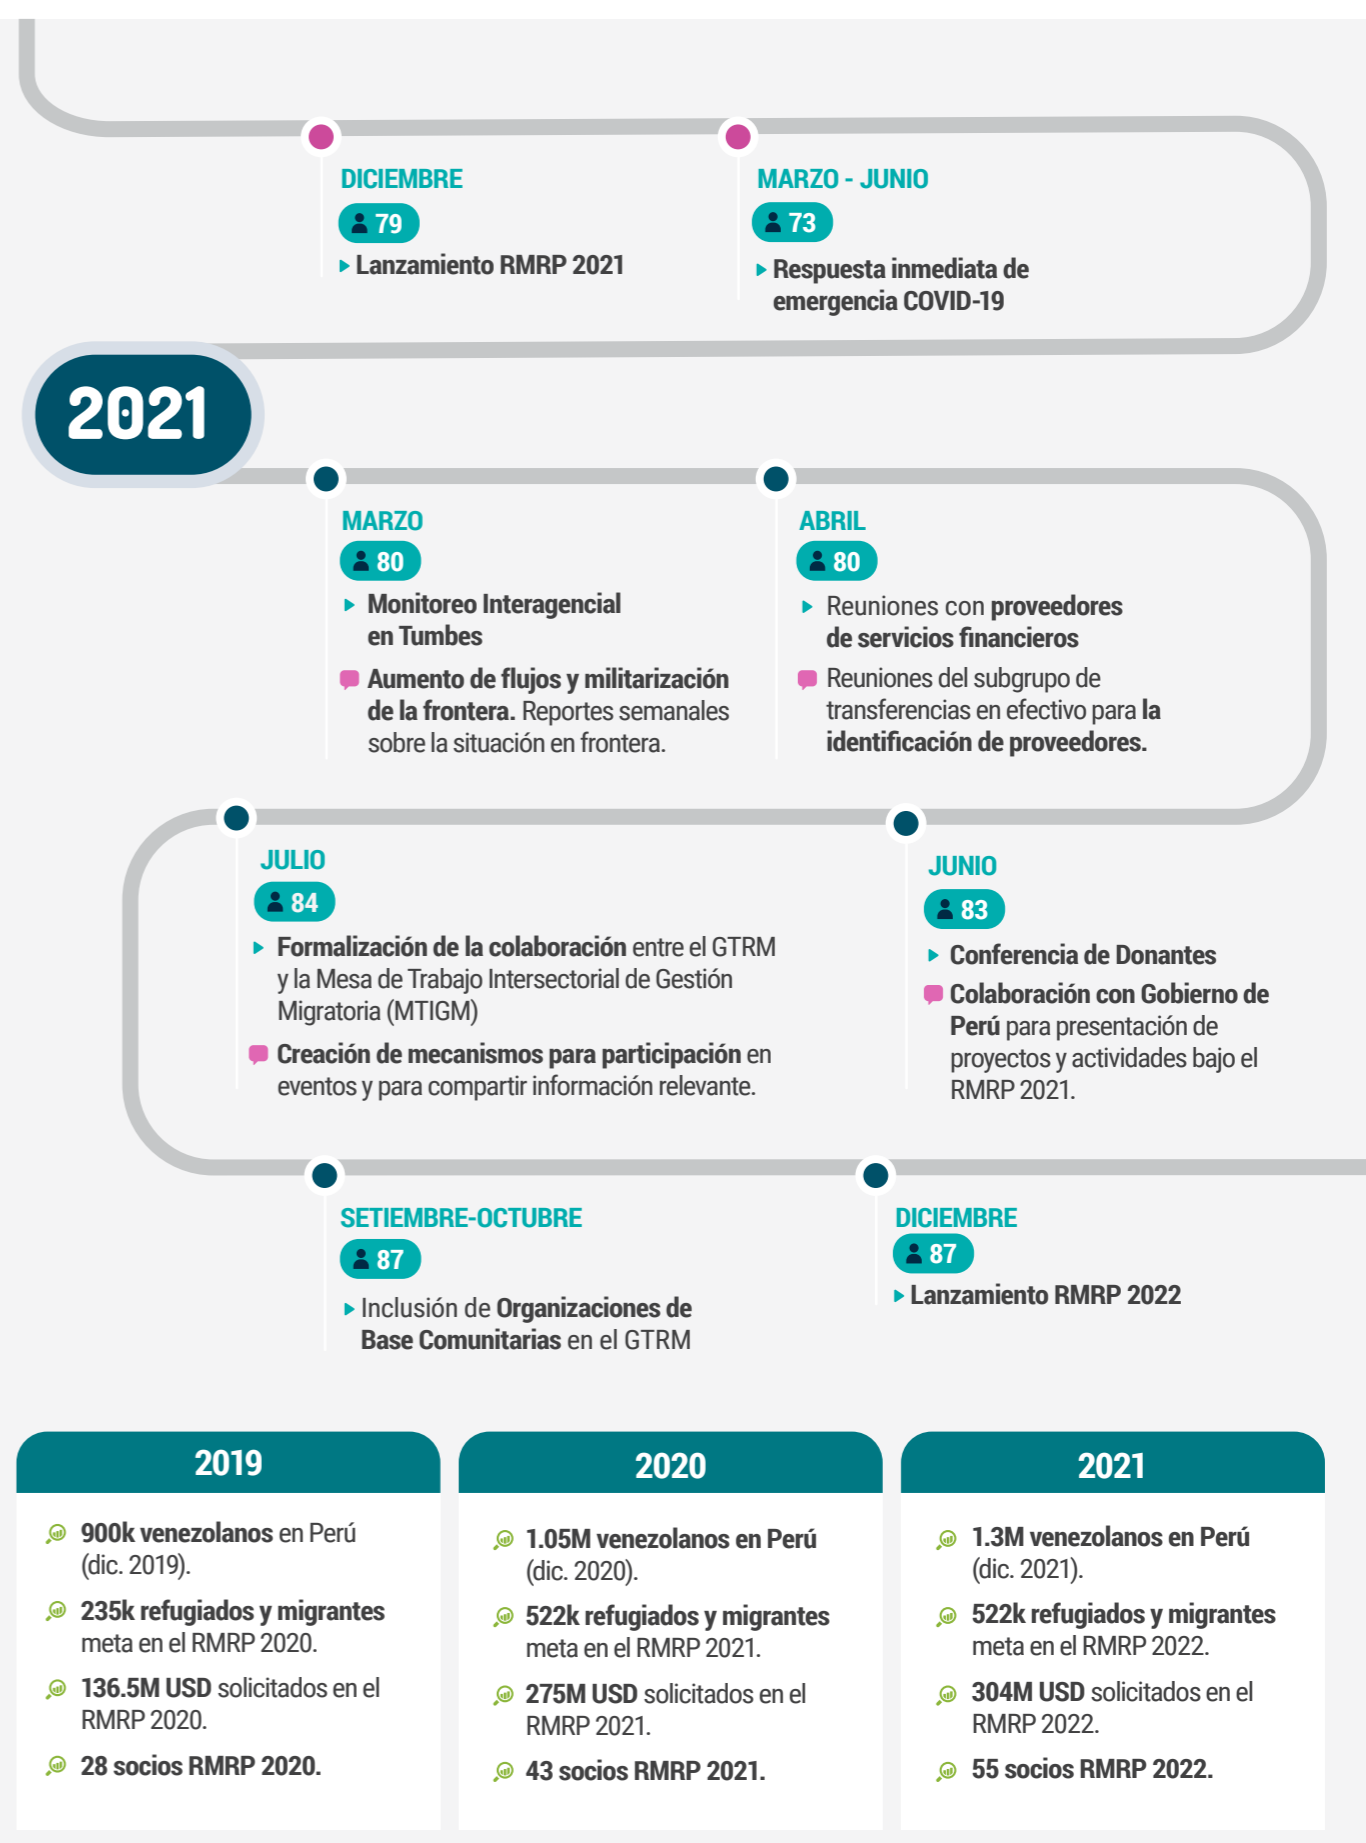 DICIEMBRE
79
Lanzamiento RMRP 2021
MARZO - JUNIO
73
Respuesta inmediata de
emergencia COVID-19
2021
MARZO
80
Monitoreo Interagencial
en Tumbes
Aumento de flujos y militarización
de la frontera. Reportes semanales
sobre la situación en frontera.
ABRIL
80
Reuniones con proveedores
de servicios financieros
Reuniones del subgrupo de
transferencias en efectivo para la
identificación de proveedores.
JULIO
84
Formalización de la colaboración entre el GTRM
y la Mesa de Trabajo Intersectorial de Gestión
Migratoria (MTIGM)
Creación de mecanismos para participación en
eventos y para compartir información relevante.
JUNIO
83
Conferencia de Donantes
Colaboración con Gobierno de
Perú para presentación de
proyectos y actividades bajo el
RMRP 2021.
SETIEMBRE-OCTUBRE
87
Inclusión de Organizaciones de
Base Comunitarias en el GTRM
DICIEMBRE
87
Lanzamiento RMRP 2022
2019
900k venezolanos en Perú
(dic. 2019).
235k refugiados y migrantes
meta en el RMRP 2020.
136.5M USD solicitados en el
RMRP 2020.
28 socios RMRP 2020.
2020
1.05M venezolanos en Perú
(dic. 2020).
522k refugiados y migrantes
meta en el RMRP 2021.
275M USD solicitados en el
RMRP 2021.
43 socios RMRP 2021.
2021
1.3M venezolanos en Perú
(dic. 2021).
522k refugiados y migrantes
meta en el RMRP 2022.
304M USD solicitados en el
RMRP 2022.
55 socios RMRP 2022.